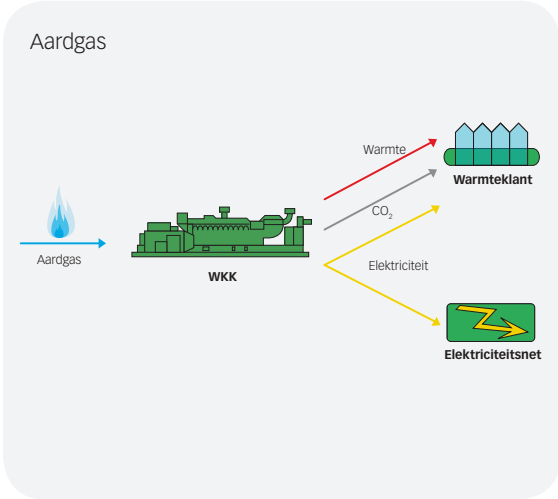 Aardgas
Warmte
Warmteklant
CO₂
Aardgas
WKK
Elektriciteit
Elektriciteitsnet